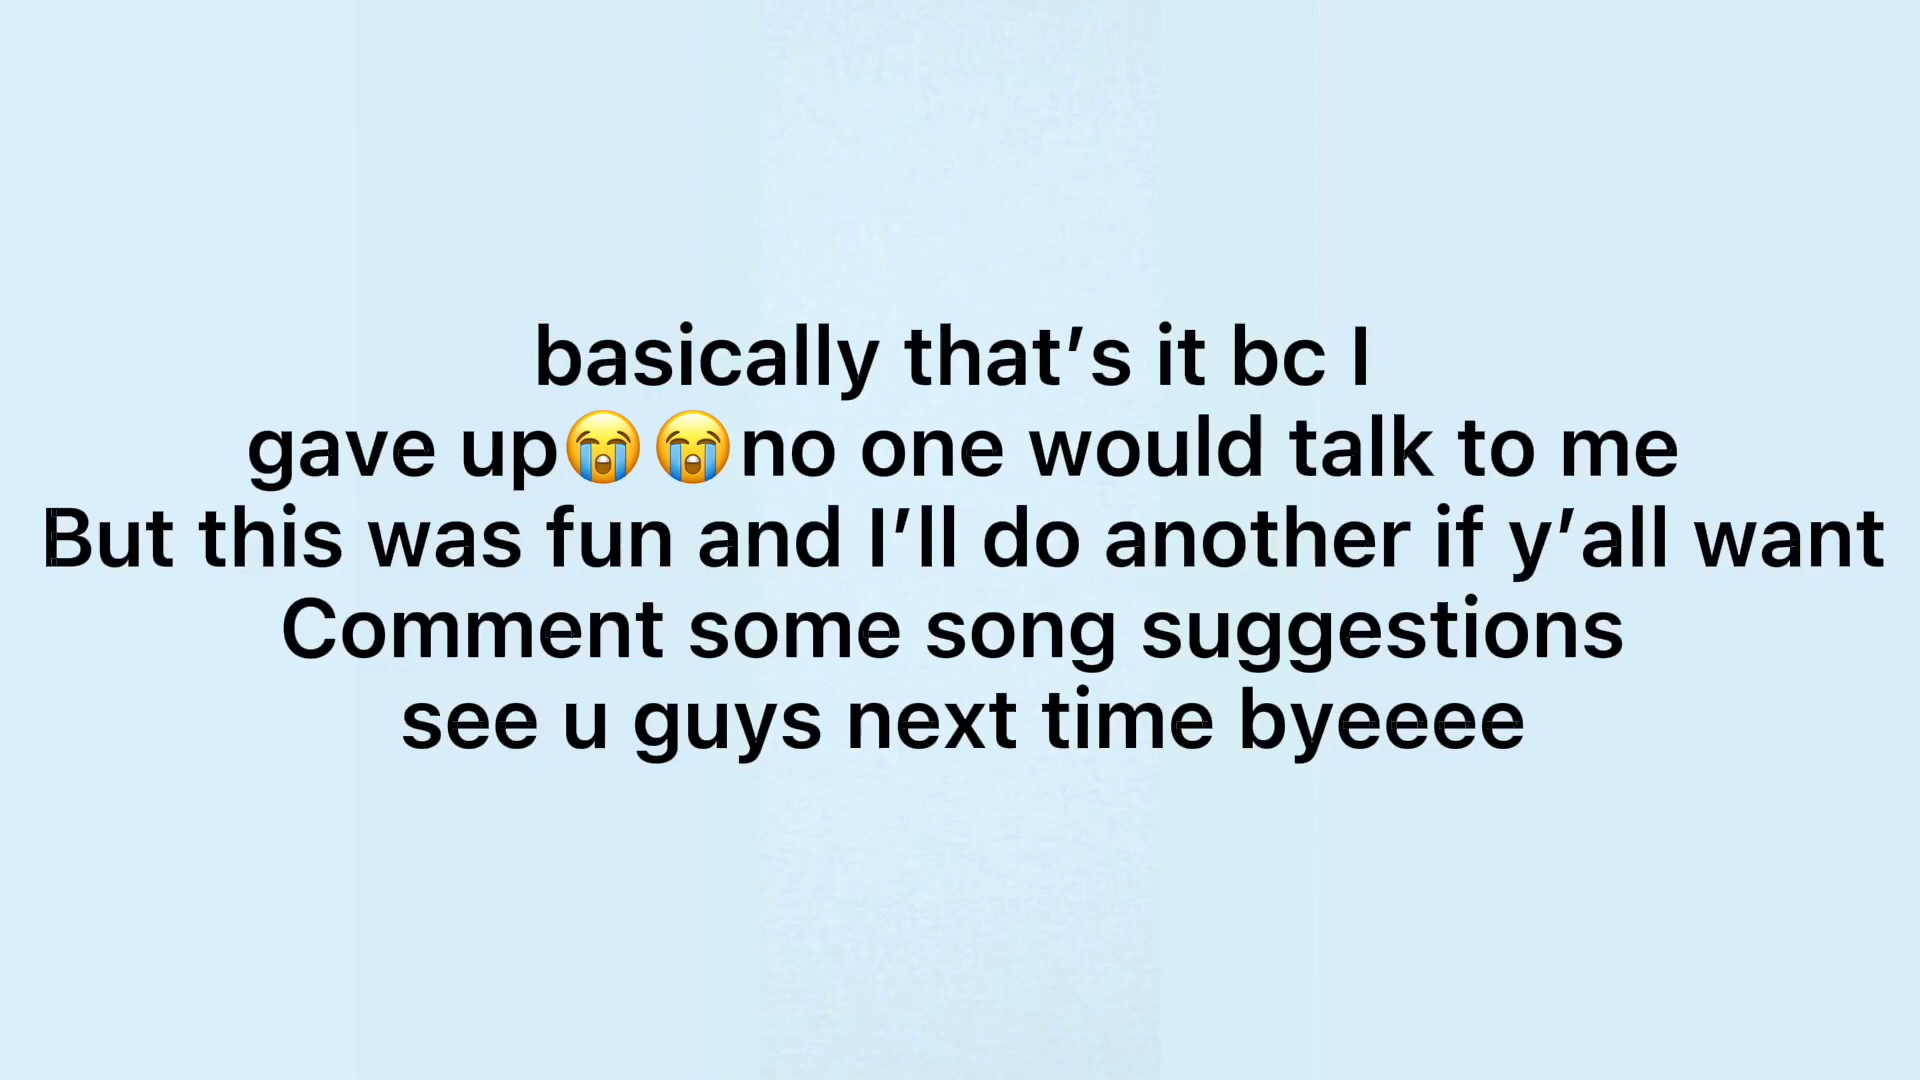 basically that’s it bc I
gave up😭😭no one would talk to me
But this was fun and I’ll do another if y’all want
Comment some song suggestions
see u guys next time byeeee